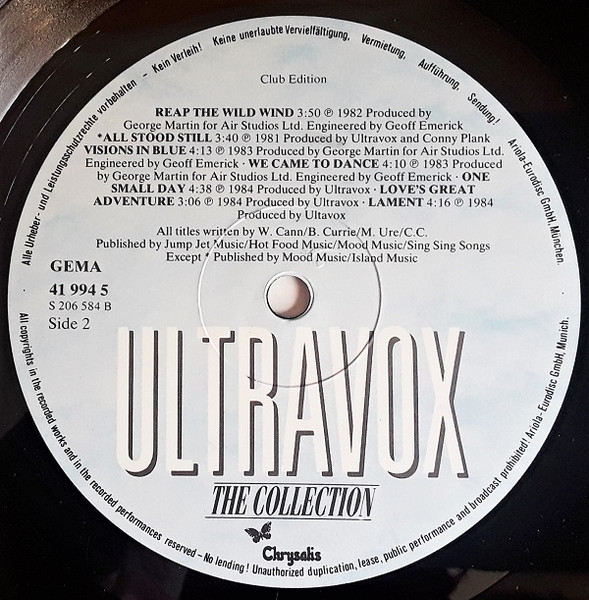 Alle Urheber- und Leistungsschutzrechte vorbehalten – Kein Verleih! Keine unerlaubte Vervielfältigung, Vermietung, Aufführung, Sendung! Ariola-Eurodisc GmbH, München.
Club Edition
REAP THE WILD WIND 3:50 ℗ 1982 Produced by
George Martin for Air Studios Ltd. Engineered by Geoff Emerick
*ALL STOOD STILL 3:40 ℗ 1981 Produced by Ultravox and Conny Plank
VISIONS IN BLUE 4:13 ℗ 1983 Produced by George Martin for Air Studios Ltd.
Engineered by Geoff Emerick · WE CAME TO DANCE 4:10 ℗ 1983 Produced
by George Martin for Air Studios Ltd. Engineered by Geoff Emerick · ONE
SMALL DAY 4:38 ℗ 1984 Produced by Ultravox · LOVE'S GREAT
ADVENTURE 3:06 ℗ 1984 Produced by Ultravox · LAMENT 4:16 ℗ 1984
Produced by Ultavox
All titles written by W. Cann/B. Currie/M. Ure/C.C.
Published by Jump Jet Music/Hot Food Music/Mood Music/Sing Sing Songs
Except * Published by Mood Music/Island Music
GEMA
41 994 5
S 206 584 B
Side 2
ULTRAVOX
THE COLLECTION
Chrysalis
All copyrights in the recorded works and in the recorded performances reserved – No lending! Unauthorized duplication, lease, public performance and broadcast prohibited! Ariola-Eurodisc GmbH, Munich.